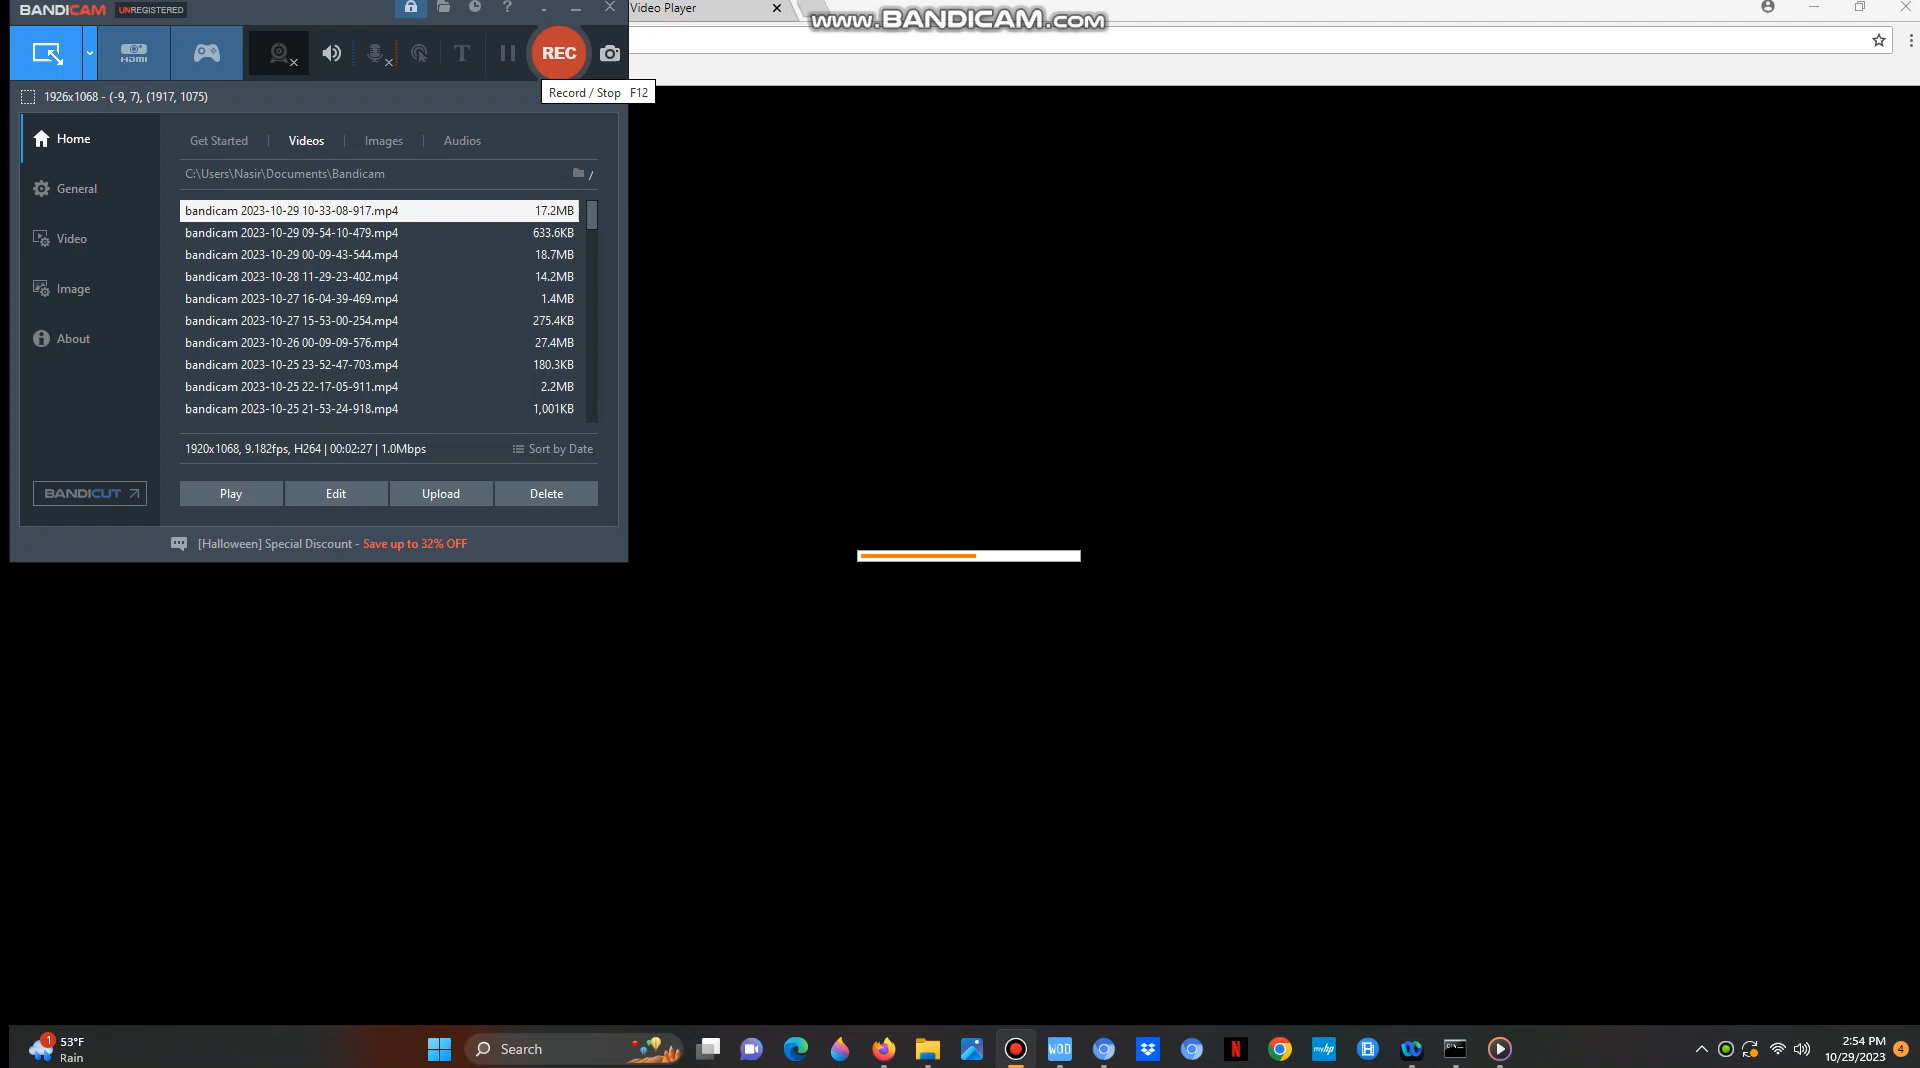 BANDICAM UNREGISTERED
Video Player
www.BANDICAM.com
HDMI
T
REC
Record / Stop F12
1926x1068 - (-9, 7), (1917, 1075)
Home
General
Video
Image
About
BANDICUT
Get Started | Videos | Images | Audios
C:\Users\Nasir\Documents\Bandicam
/
bandicam 2023-10-29 10-33-08-917.mp4 17.2MB
bandicam 2023-10-29 09-54-10-479.mp4 633.6KB
bandicam 2023-10-29 00-09-43-544.mp4 18.7MB
bandicam 2023-10-28 11-29-23-402.mp4 14.2MB
bandicam 2023-10-27 16-04-39-469.mp4 1.4MB
bandicam 2023-10-27 15-53-00-254.mp4 275.4KB
bandicam 2023-10-26 00-09-09-576.mp4 27.4MB
bandicam 2023-10-25 23-52-47-703.mp4 180.3KB
bandicam 2023-10-25 22-17-05-911.mp4 2.2MB
bandicam 2023-10-25 21-53-24-918.mp4 1,001KB
1920x1068, 9.182fps, H264 | 00:02:27 | 1.0Mbps Sort by Date
Play Edit Upload Delete
[Halloween] Special Discount - Save up to 32% OFF
1
53°F
Rain
Search
WOD
N
myhp
2:54 PM
10/29/2023
4